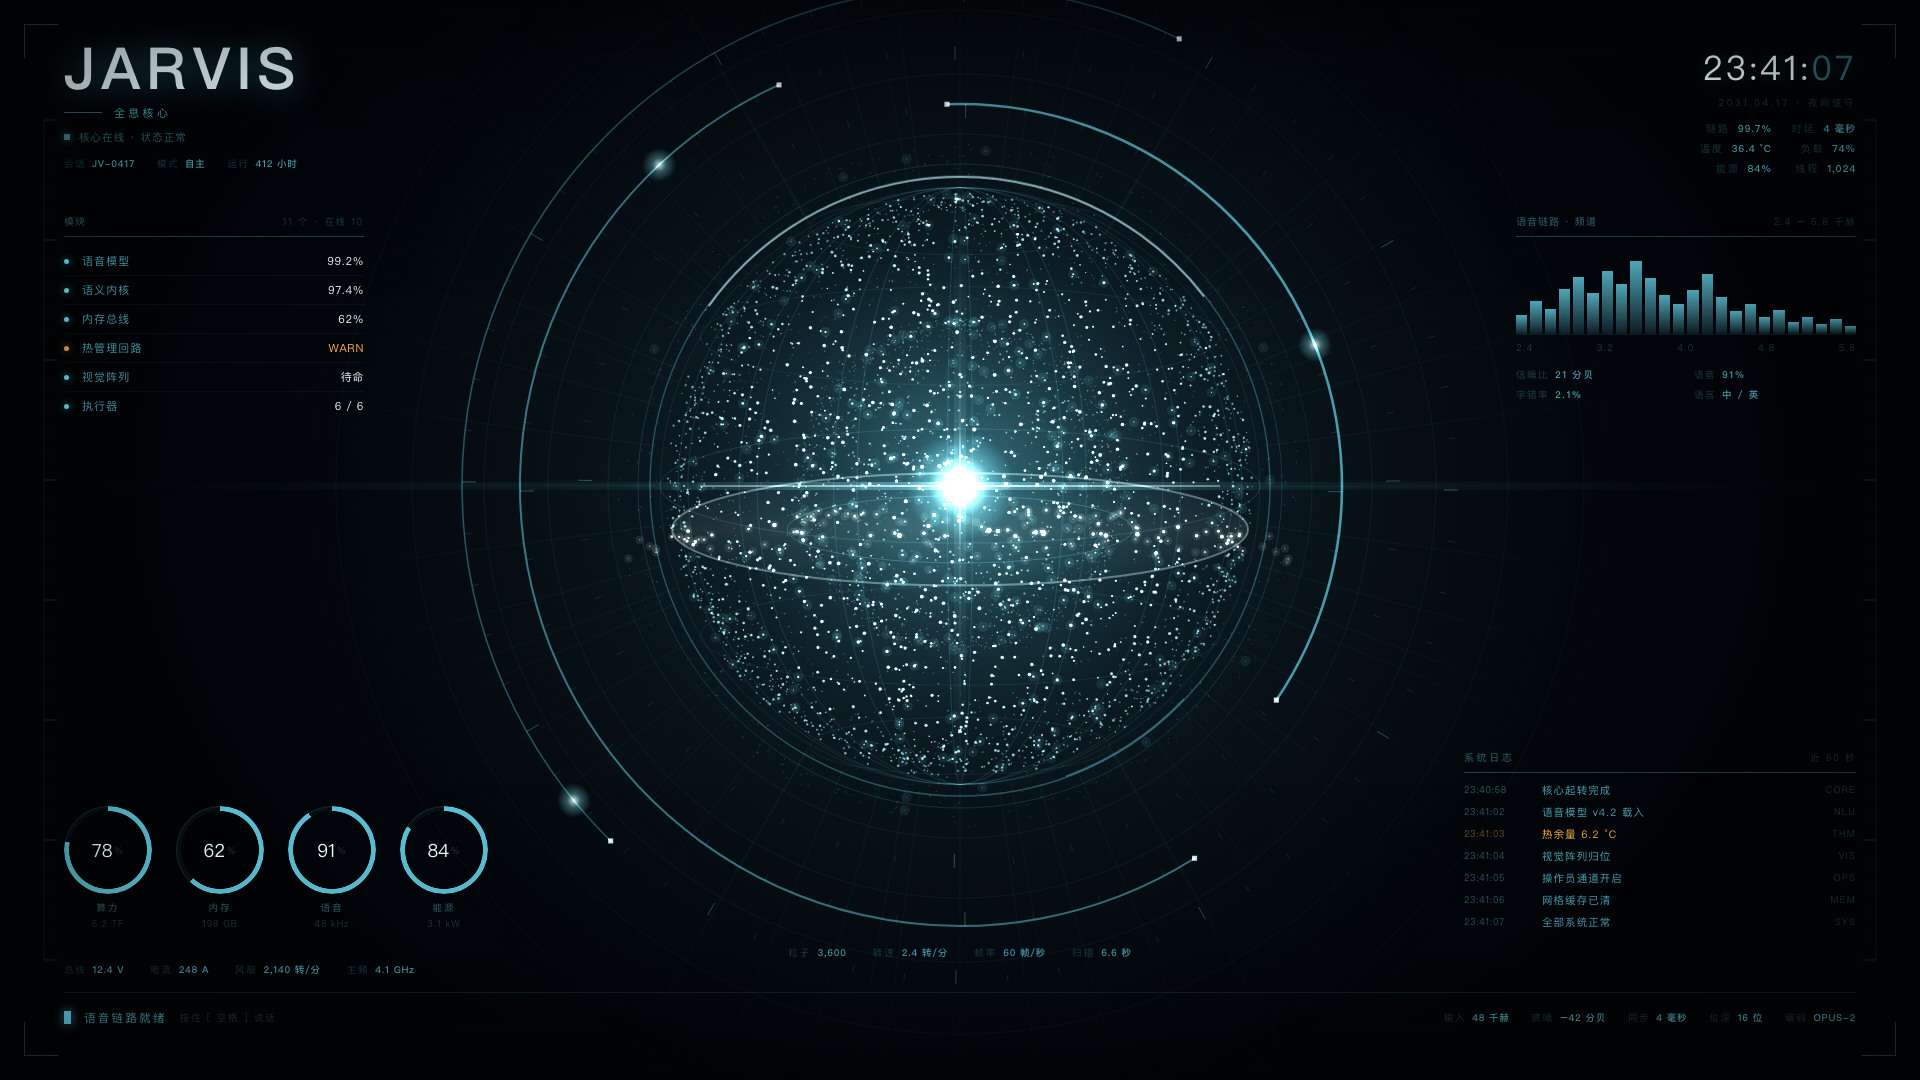 JARVIS
全息核心
核心在线 · 状态正常
会话 JV-0417 模式 自主 运行 412 小时
模块 11 个 · 在线 10
语音模型 99.2%
语义内核 97.4%
内存总线 62%
热管理回路 WARN
视觉阵列 待命
执行器 6 / 6
78%
算力
6.2 TF
62%
内存
198 GB
91%
语音
48 kHz
84%
能源
3.1 kW
总线 12.4 V 电流 248 A 风扇 2,140 转/分 主频 4.1 GHz
语音链路就绪 按住 [ 空格 ] 说话
粒子 3,600 转速 2.4 转/分 帧率 60 帧/秒 扫描 6.6 秒
23:41:07
2031.04.17 · 夜间值守
链路 99.7% 时延 4 毫秒
温度 36.4 °C 负载 74%
能源 84% 线程 1,024
语音链路 · 频谱 2.4 — 5.8 千赫
2.4 3.2 4.0 4.8 5.8
信噪比 21 分贝 语音 91%
字错率 2.1% 语言 中 / 英
系统日志 近 60 秒
23:40:58 核心起转完成 CORE
23:41:02 语音模型 v4.2 载入 NLU
23:41:03 热余量 6.2 °C THM
23:41:04 视觉阵列归位 VIS
23:41:05 操作员通道开启 OPS
23:41:06 网格缓存已清 MEM
23:41:07 全部系统正常 SYS
输入 48 千赫 底噪 −42 分贝 同步 4 毫秒 位深 16 位 编码 OPUS-2